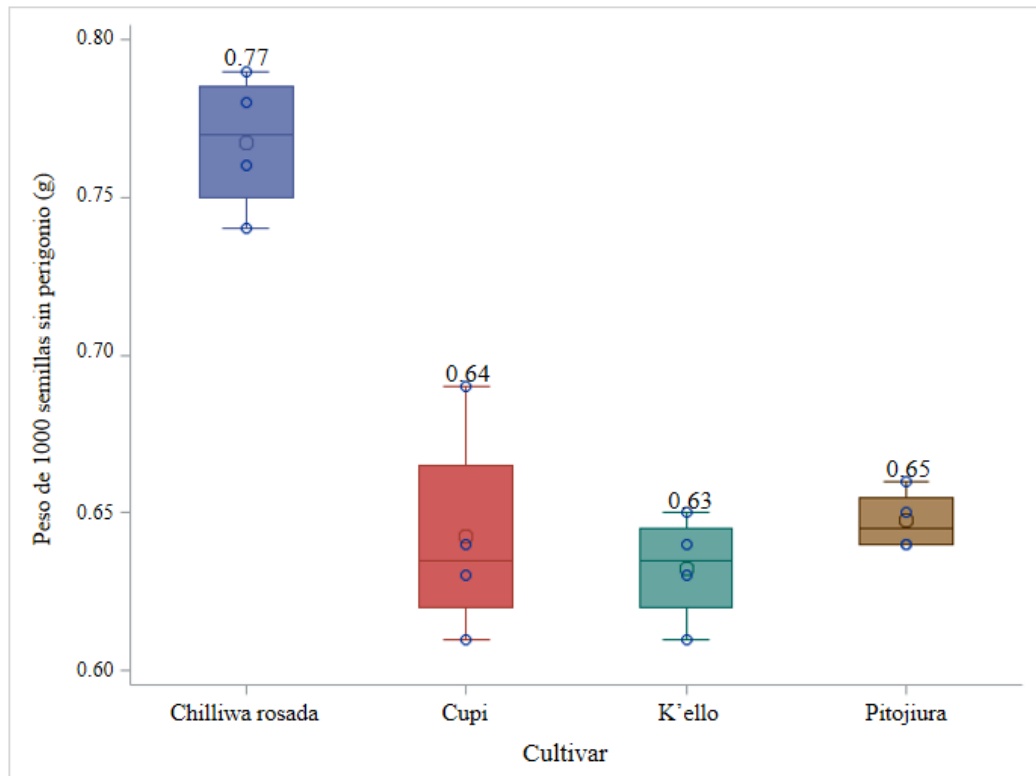 Peso de 1000 semillas sin perigonio (g)
0.80
0.75
0.70
0.65
0.60
0.77
0.64
0.63
0.65
Chilliwa rosada
Cupi
K’ello
Pitojiura
Cultivar